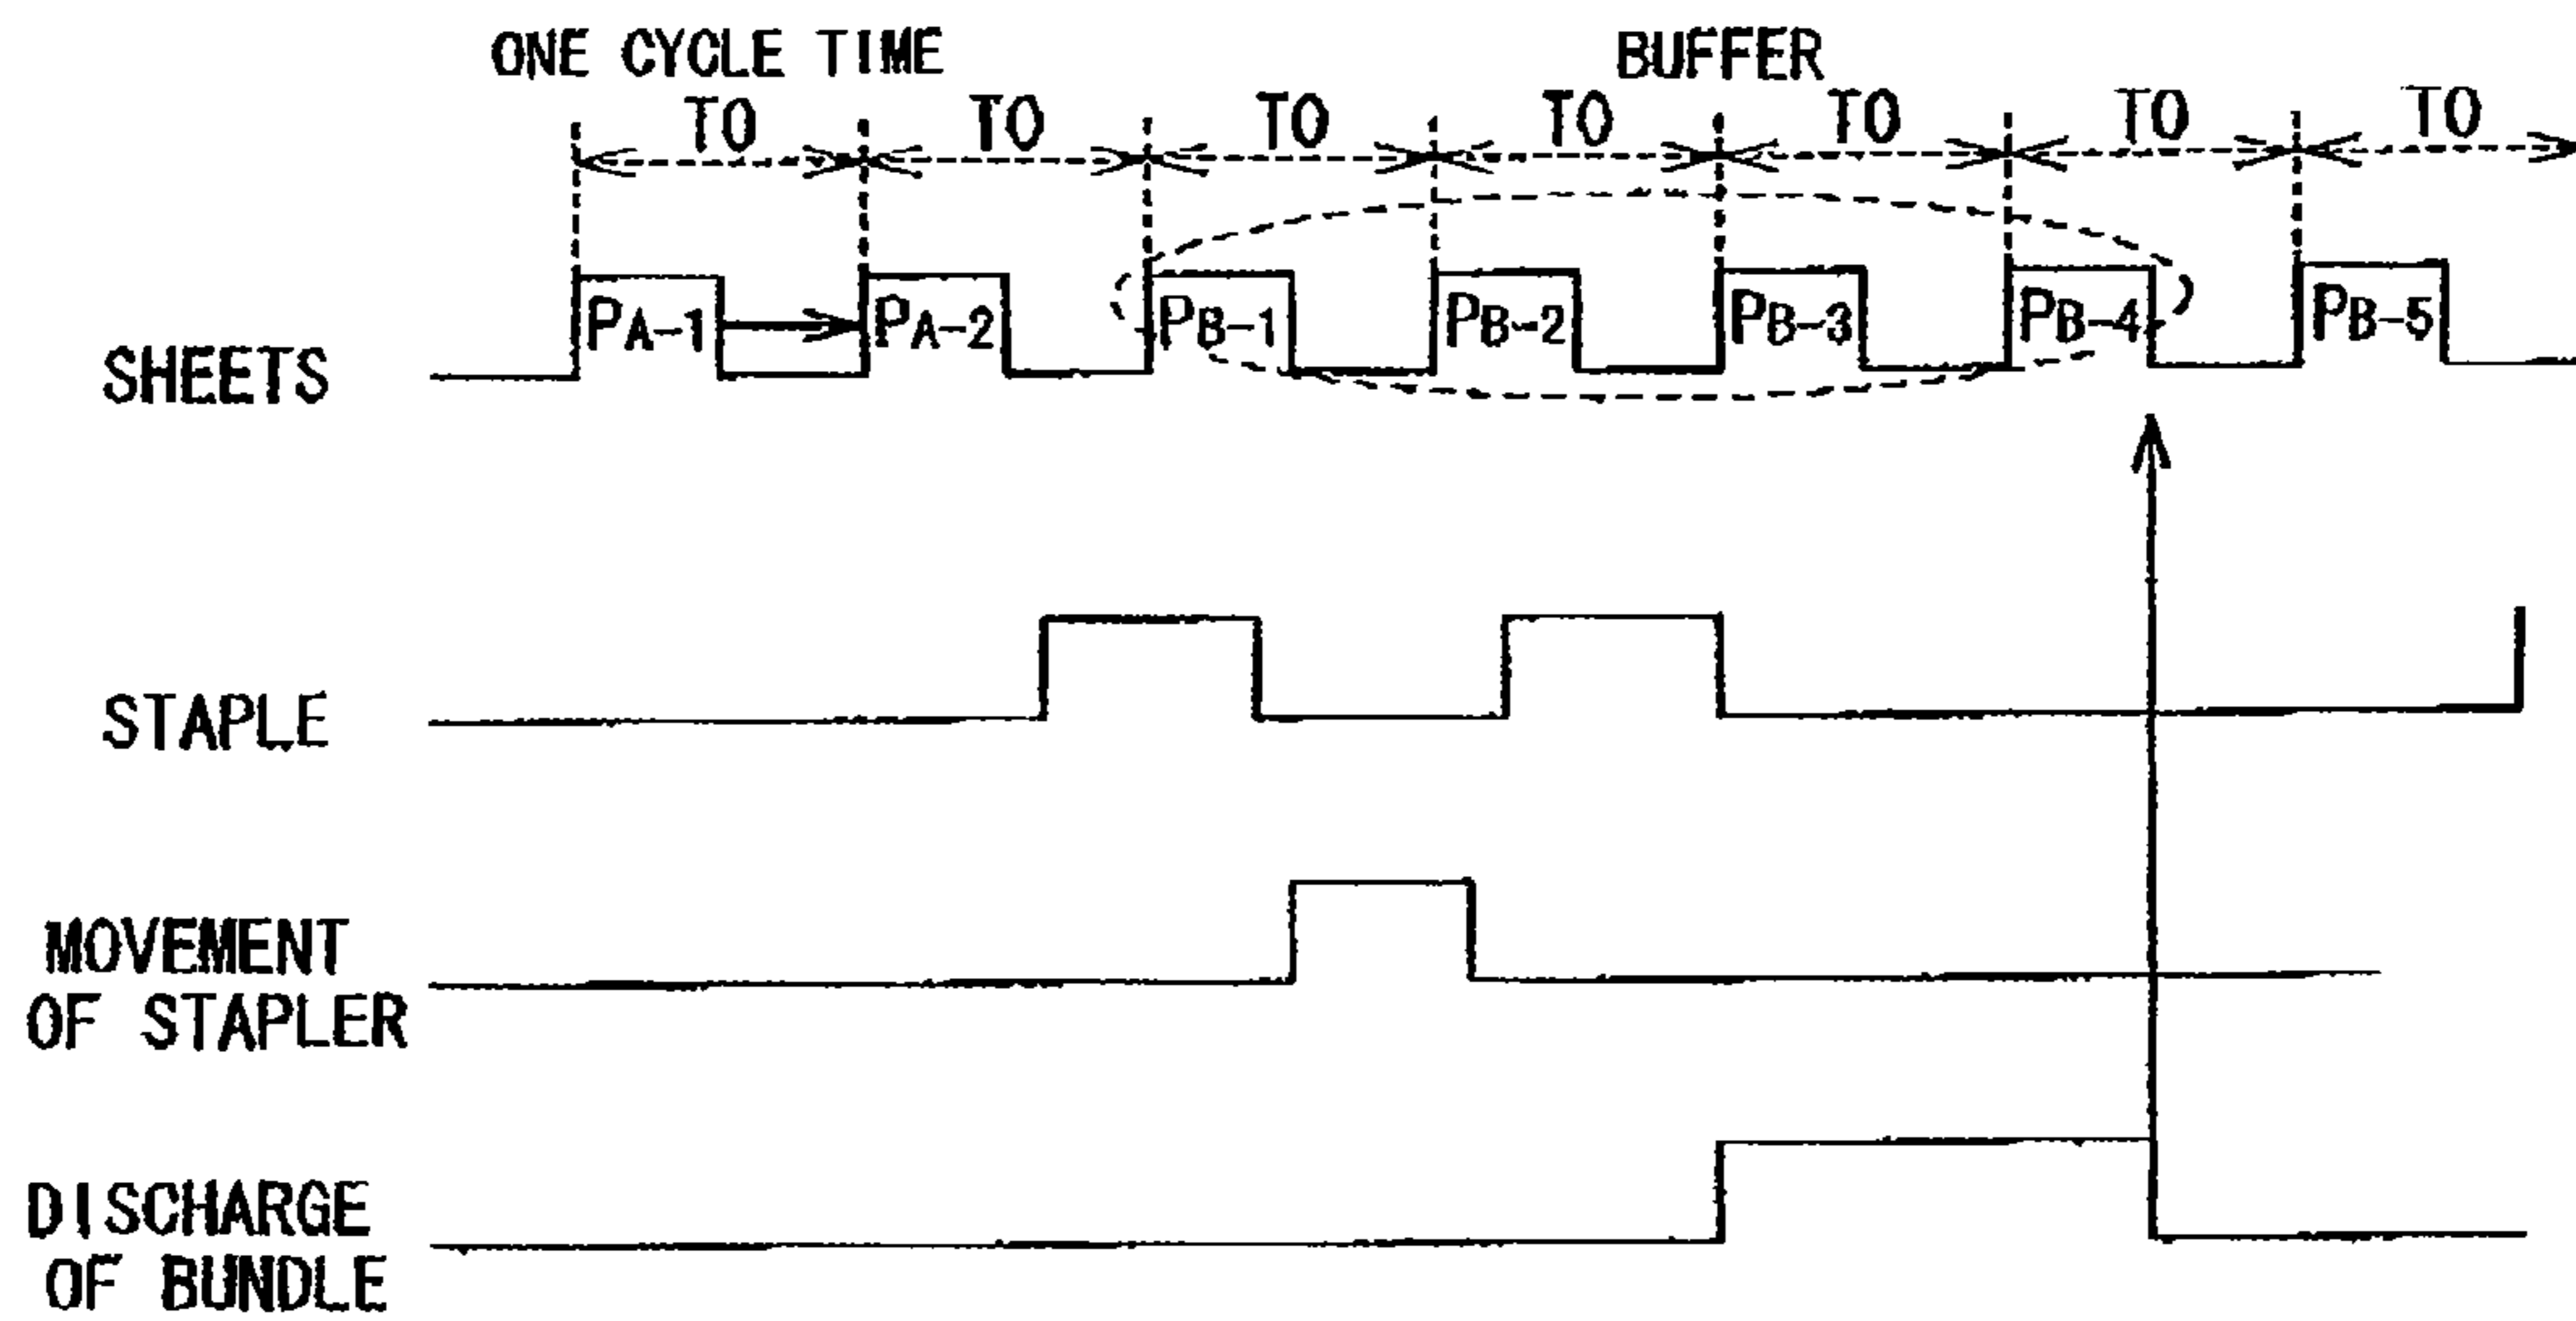 ONE CYCLE TIME BUFFER
TO TO TO TO TO TO TO
SHEETS PA-1 PA-2 PB-1 PB-2 PB-3 PB-4 PB-5
STAPLE
MOVEMENT
OF STAPLER
DISCHARGE
OF BUNDLE